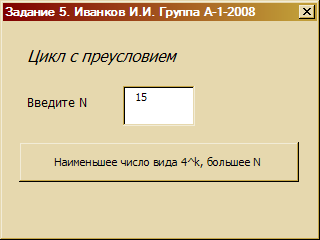 Задание 5. Иванков И.И. Группа А-1-2008
Цикл с преусловием
Введите N
15
Наименьшее число вида 4^k, большее N